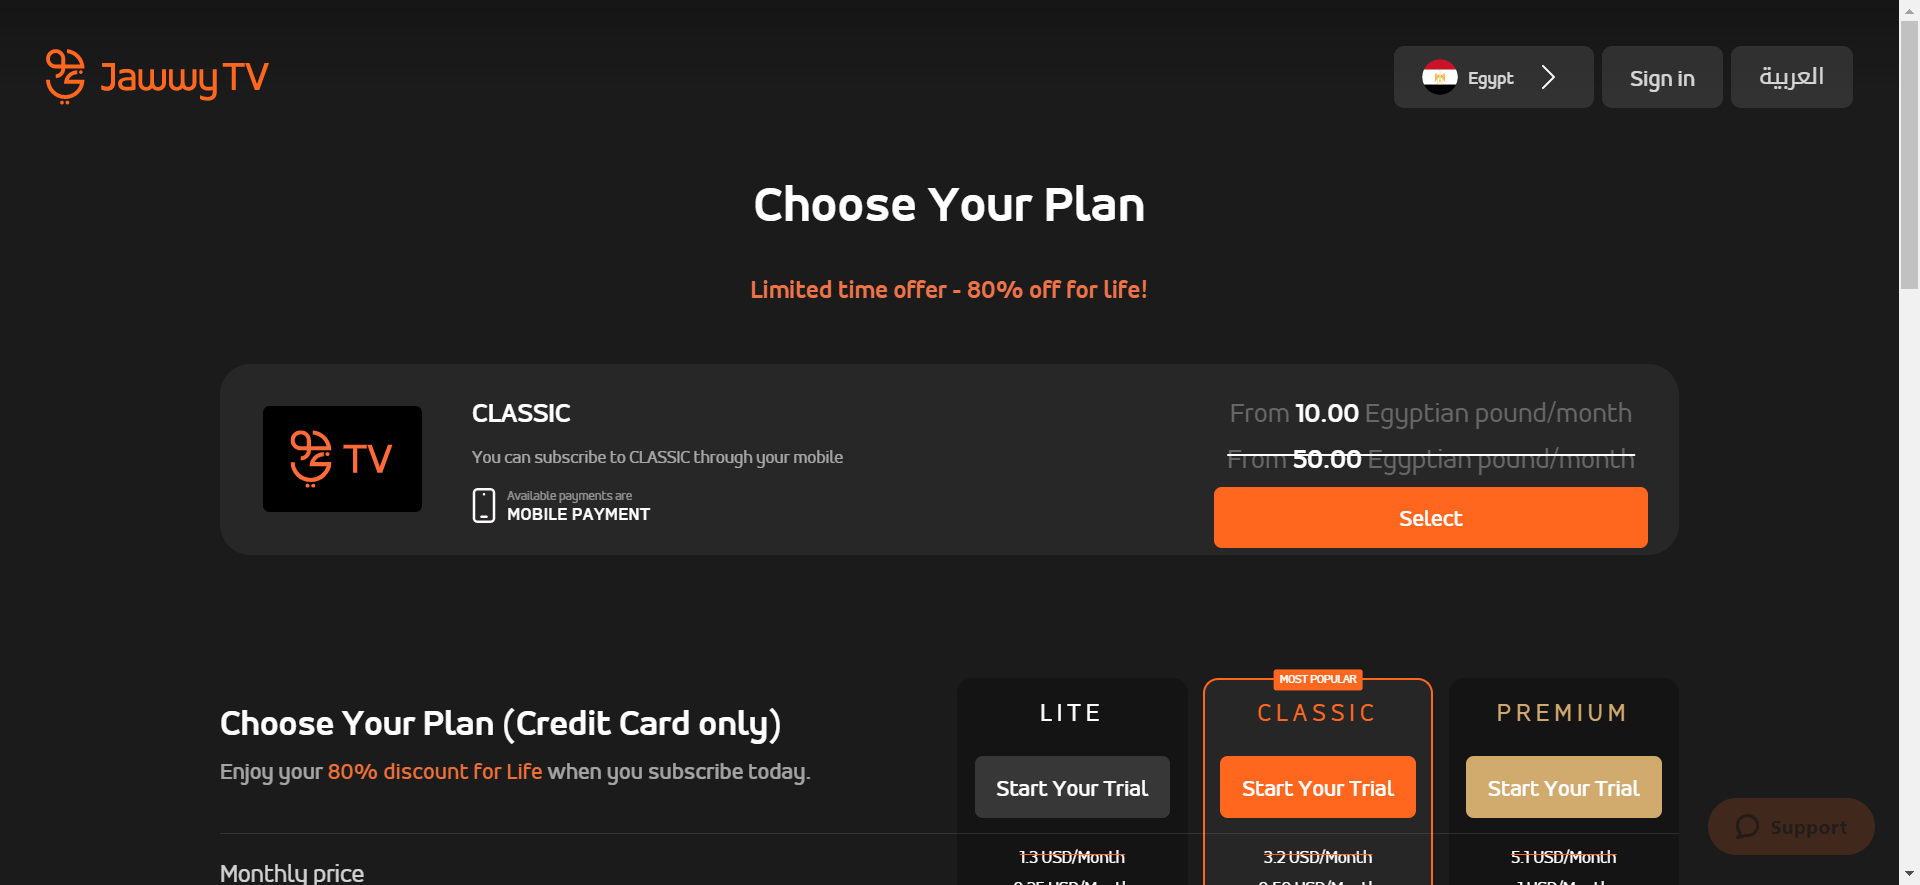 Jawwy TV
Egypt
Sign in
العربية
Choose Your Plan
Limited time offer - 80% off for life!
TV
CLASSIC
You can subscribe to CLASSIC through your mobile
Available payments are
MOBILE PAYMENT
From 10.00 Egyptian pound/month
From 50.00 Egyptian pound/month
Select
Choose Your Plan (Credit Card only)
Enjoy your 80% discount for Life when you subscribe today.
LITE
Start Your Trial
MOST POPULAR
CLASSIC
Start Your Trial
PREMIUM
Start Your Trial
Support
Monthly price
1.3 USD/Month
3.2 USD/Month
5.1 USD/Month